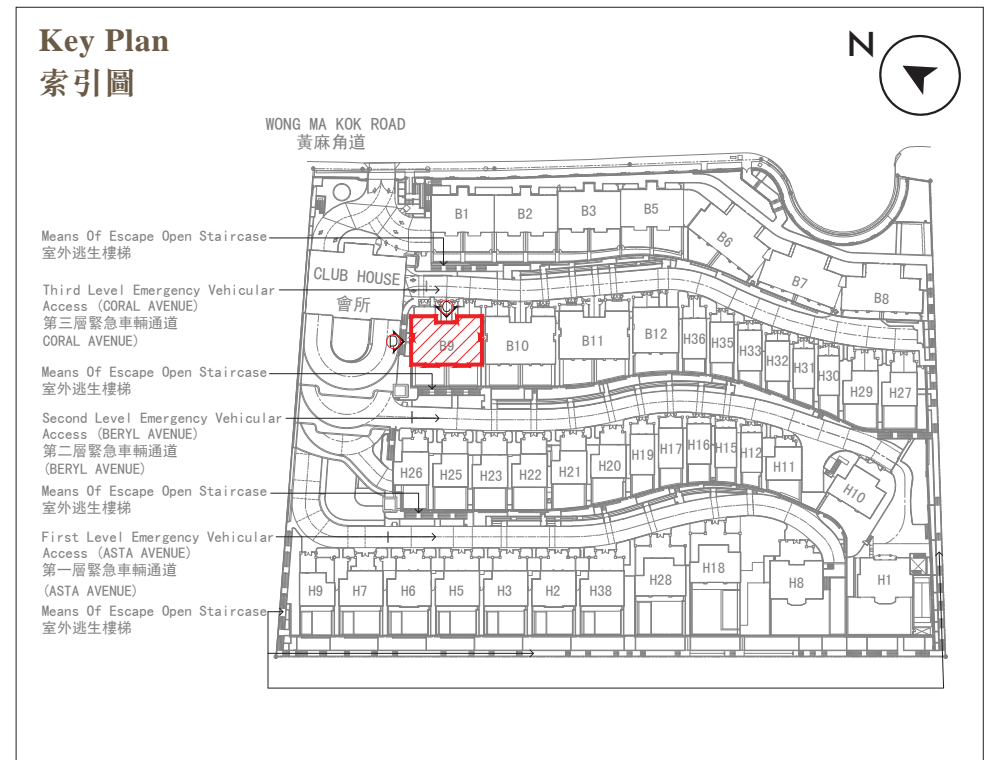 Key Plan
索引圖
N
WONG MA KOK ROAD
黃麻角道
Means Of Escape Open Staircase
室外逃生樓梯
CLUB HOUSE
會所
Third Level Emergency Vehicular
Access (CORAL AVENUE)
第三層緊急車輛通道
CORAL AVENUE)
Means Of Escape Open Staircase
室外逃生樓梯
Second Level Emergency Vehicular
Access (BERYL AVENUE)
第二層緊急車輛通道
(BERYL AVENUE)
Means Of Escape Open Staircase
室外逃生樓梯
First Level Emergency Vehicular
Access (ASTA AVENUE)
第一層緊急車輛通道
(ASTA AVENUE)
Means Of Escape Open Staircase
室外逃生樓梯
B1 B2 B3 B5 B6 B7 B8
B9 B10 B11 B12 H36 H35 H33 H32 H31 H30 H29 H27
H26 H25 H23 H22 H21 H20 H19 H17 H16 H15 H12 H11 H10
H9 H7 H6 H5 H3 H2 H38 H28 H18 H8 H1